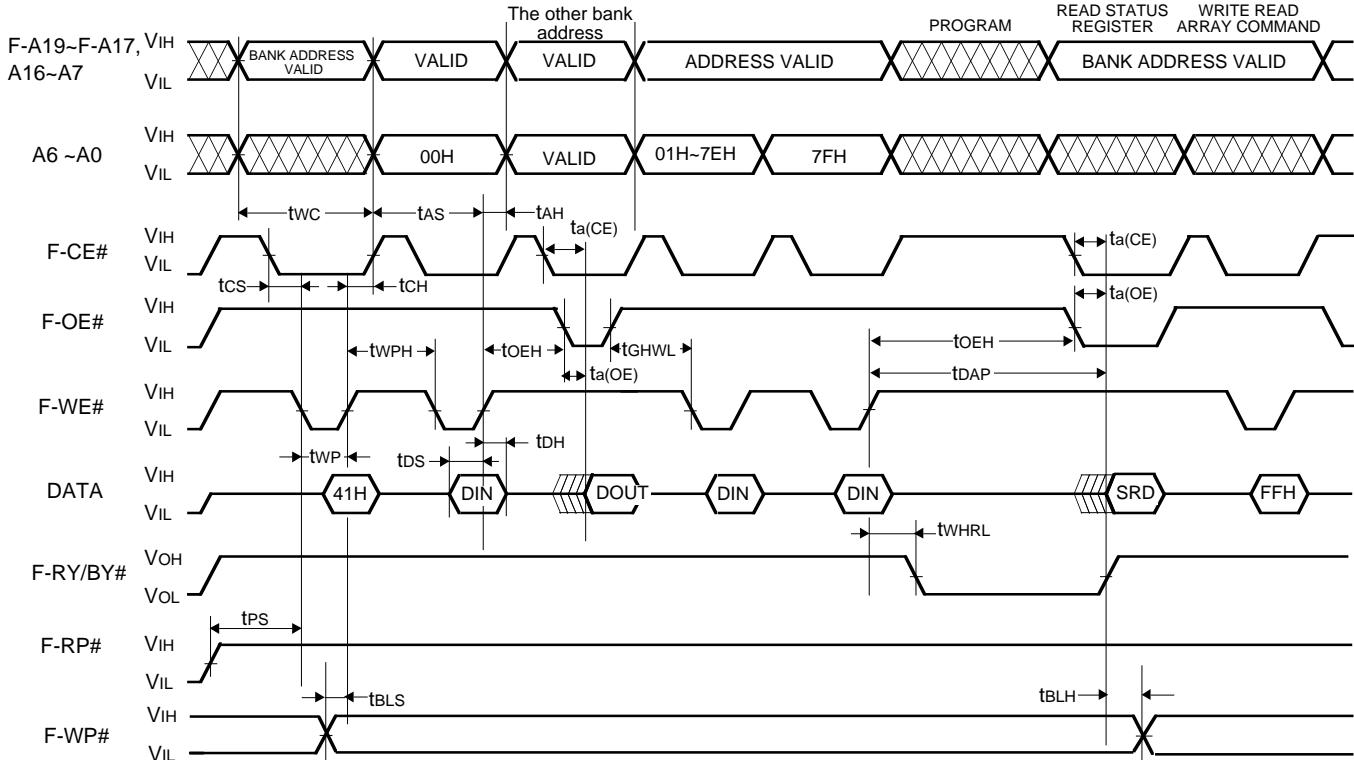 The other bank
address
PROGRAM
READ STATUS
REGISTER
WRITE READ
ARRAY COMMAND
F-A19~F-A17,
A16~A7
VIH
VIL
BANK ADDRESS
VALID
VALID
VALID
ADDRESS VALID
BANK ADDRESS VALID
A6 ~A0
VIH
VIL
00H
VALID
01H~7EH
7FH
tWC
tAS
tAH
F-CE#
VIH
VIL
ta(CE)
ta(CE)
tCS
tCH
F-OE#
VIH
VIL
ta(OE)
tWPH
tOEH
tGHWL
tOEH
ta(OE)
tDAP
F-WE#
VIH
VIL
tWP
tDS
tDH
DATA
VIH
VIL
41H
DIN
DOUT
DIN
DIN
SRD
FFH
tWHRL
F-RY/BY#
VOH
VOL
tPS
F-RP#
VIH
VIL
tBLS
tBLH
F-WP#
VIH
VIL